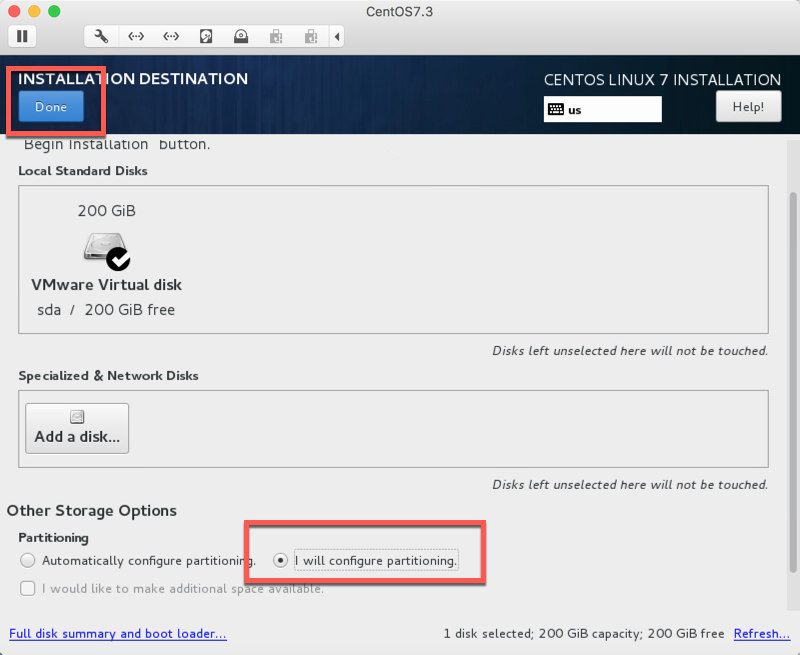 CentOS7.3
INSTALLATION DESTINATION
CENTOS LINUX 7 INSTALLATION
Done
us
Help!
Begin Installation button.
Local Standard Disks
200 GiB
VMware Virtual disk
sda / 200 GiB free
Disks left unselected here will not be touched.
Specialized & Network Disks
Add a disk...
Disks left unselected here will not be touched.
Other Storage Options
Partitioning
Automatically configure partitioning.
I will configure partitioning.
I would like to make additional space available.
Full disk summary and boot loader...
1 disk selected; 200 GiB capacity; 200 GiB free
Refresh...